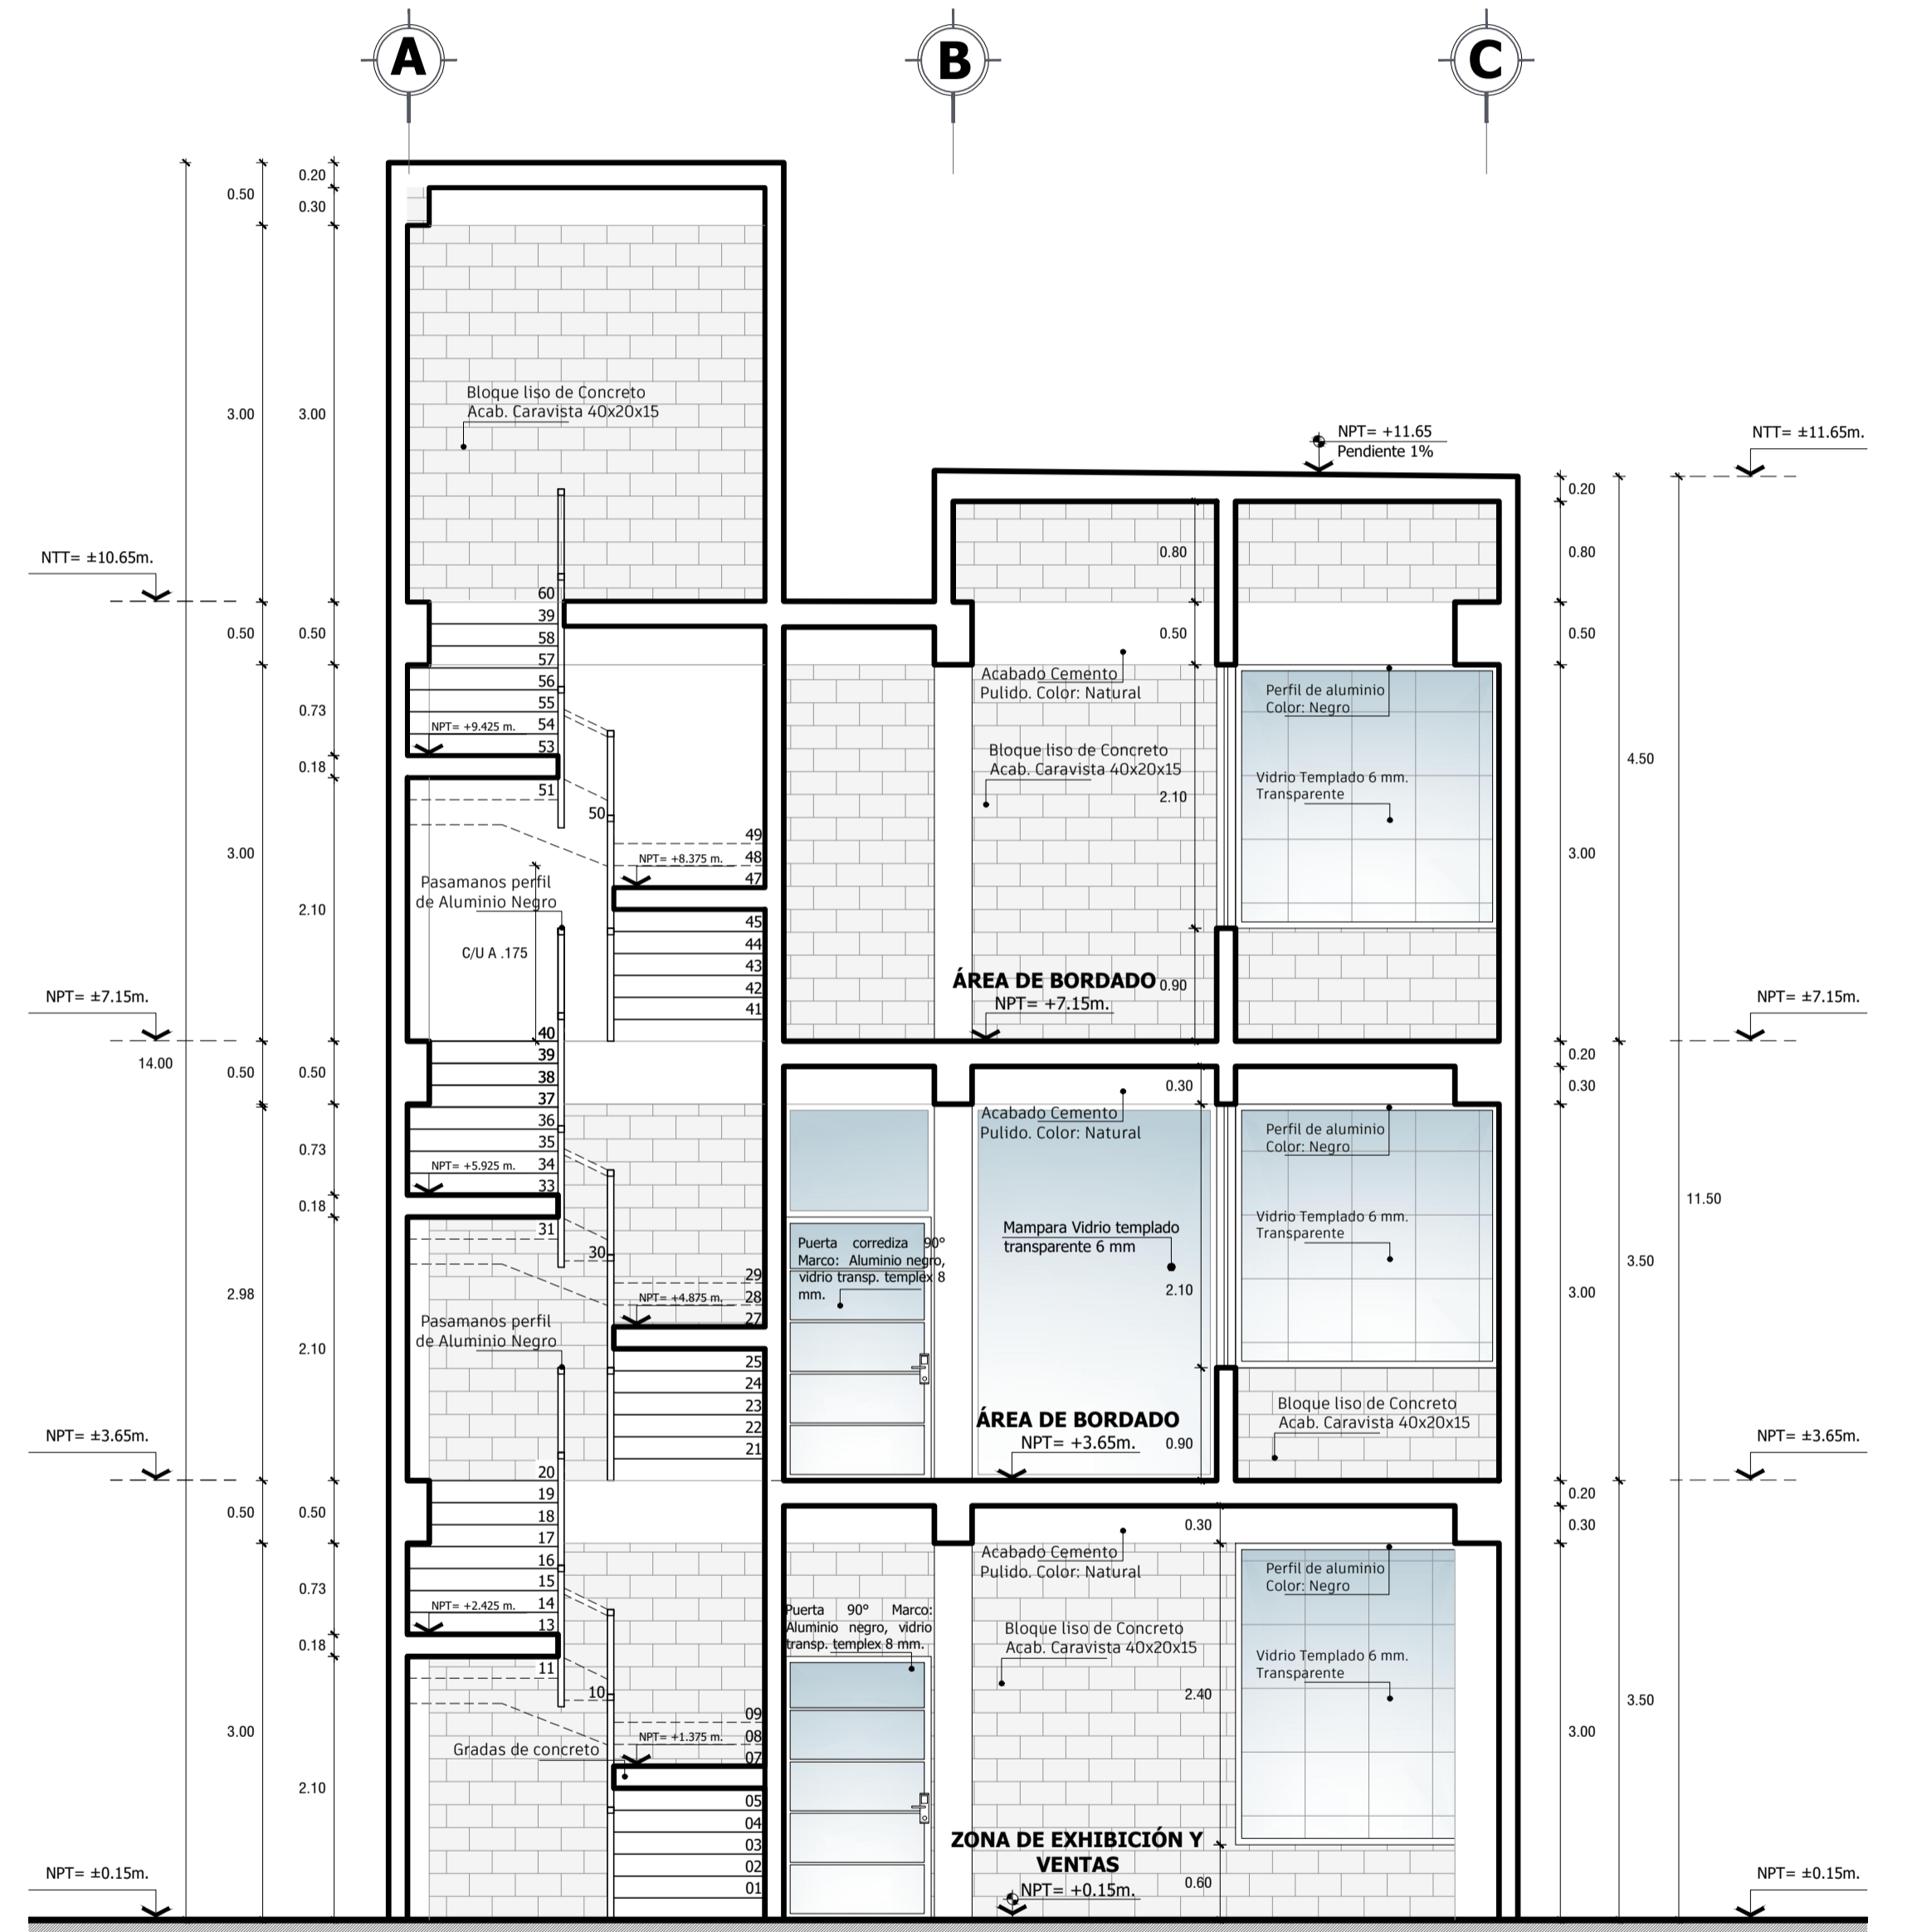 A
B
C
0.20
0.50
0.30
Bloque liso de Concreto
Acab. Caravista 40x20x15
3.00
3.00
NPT= +11.65
Pendiente 1%
NTT= ±11.65m.
0.20
0.80
0.80
NTT= ±10.65m.
60
39
58
57
56
55
54
53
0.50
0.50
0.50
0.50
Acabado Cemento
Pulido. Color: Natural
Perfil de aluminio
Color: Negro
0.73
NPT= +9.425 m.
0.18
51
50
49
48
47
NPT= +8.375 m.
Bloque liso de Concreto
Acab. Caravista 40x20x15
2.10
Vidrio Templado 6 mm.
Transparente
4.50
3.00
3.00
Pasamanos perfil
de Aluminio Negro
2.10
C/U A .175
45
44
43
42
41
ÁREA DE BORDADO
NPT= +7.15m.
0.90
NPT= ±7.15m.
NPT= ±7.15m.
14.00
40
39
38
37
36
35
34
33
0.50
0.50
0.30
0.20
0.30
Acabado Cemento
Pulido. Color: Natural
Perfil de aluminio
Color: Negro
0.73
NPT= +5.925 m.
0.18
31
30
29
28
27
NPT= +4.875 m.
Puerta corrediza 90°
Marco: Aluminio negro,
vidrio transp. templex 8
mm.
Mampara Vidrio templado
transparente 6 mm
2.10
Vidrio Templado 6 mm.
Transparente
11.50
3.50
3.00
2.98
Pasamanos perfil
de Aluminio Negro
2.10
25
24
23
22
21
ÁREA DE BORDADO
NPT= +3.65m.
0.90
Bloque liso de Concreto
Acab. Caravista 40x20x15
NPT= ±3.65m.
NPT= ±3.65m.
20
19
18
17
16
15
14
13
0.50
0.50
0.30
0.20
0.30
Acabado Cemento
Pulido. Color: Natural
Perfil de aluminio
Color: Negro
0.73
NPT= +2.425 m.
0.18
11
10
09
08
07
NPT= +1.375 m.
Puerta 90° Marco:
Aluminio negro, vidrio
transp. templex 8 mm.
Bloque liso de Concreto
Acab. Caravista 40x20x15
2.40
Vidrio Templado 6 mm.
Transparente
3.50
3.00
3.00
Gradas de concreto
2.10
05
04
03
02
01
ZONA DE EXHIBICIÓN Y
VENTAS
NPT= +0.15m.
0.60
NPT= ±0.15m.
NPT= ±0.15m.